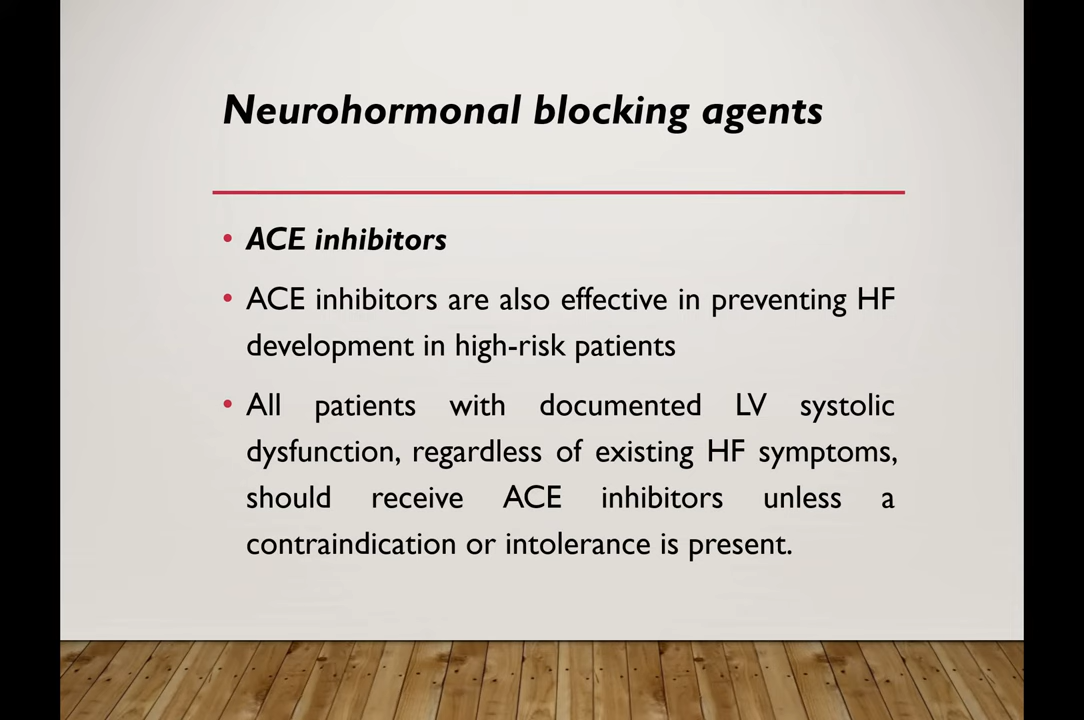 Neurohormonal blocking agents
• ACE inhibitors
• ACE inhibitors are also effective in preventing HF
development in high-risk patients
• All patients with documented LV systolic
dysfunction, regardless of existing HF symptoms,
should receive ACE inhibitors unless a
contraindication or intolerance is present.